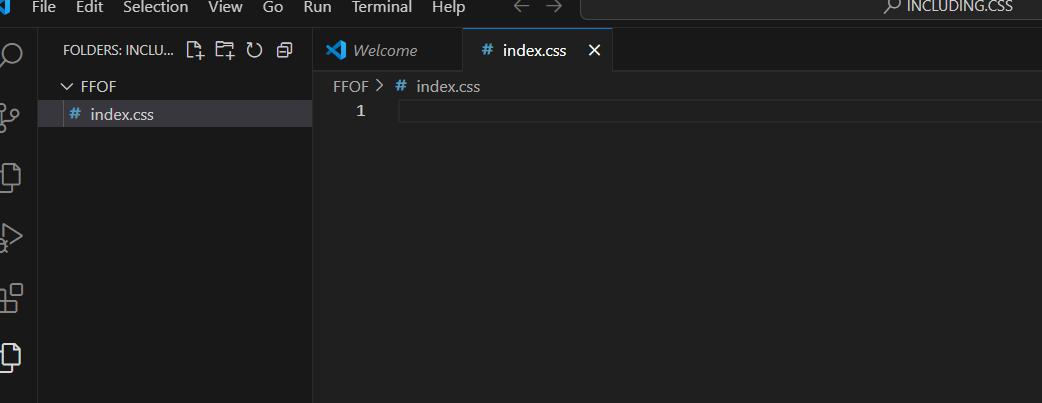 File Edit Selection View Go Run Terminal Help INCLUDING.CSS
FOLDERS: INCLU... Welcome # index.css
FFOF
FFOF > # index.css
# index.css
1